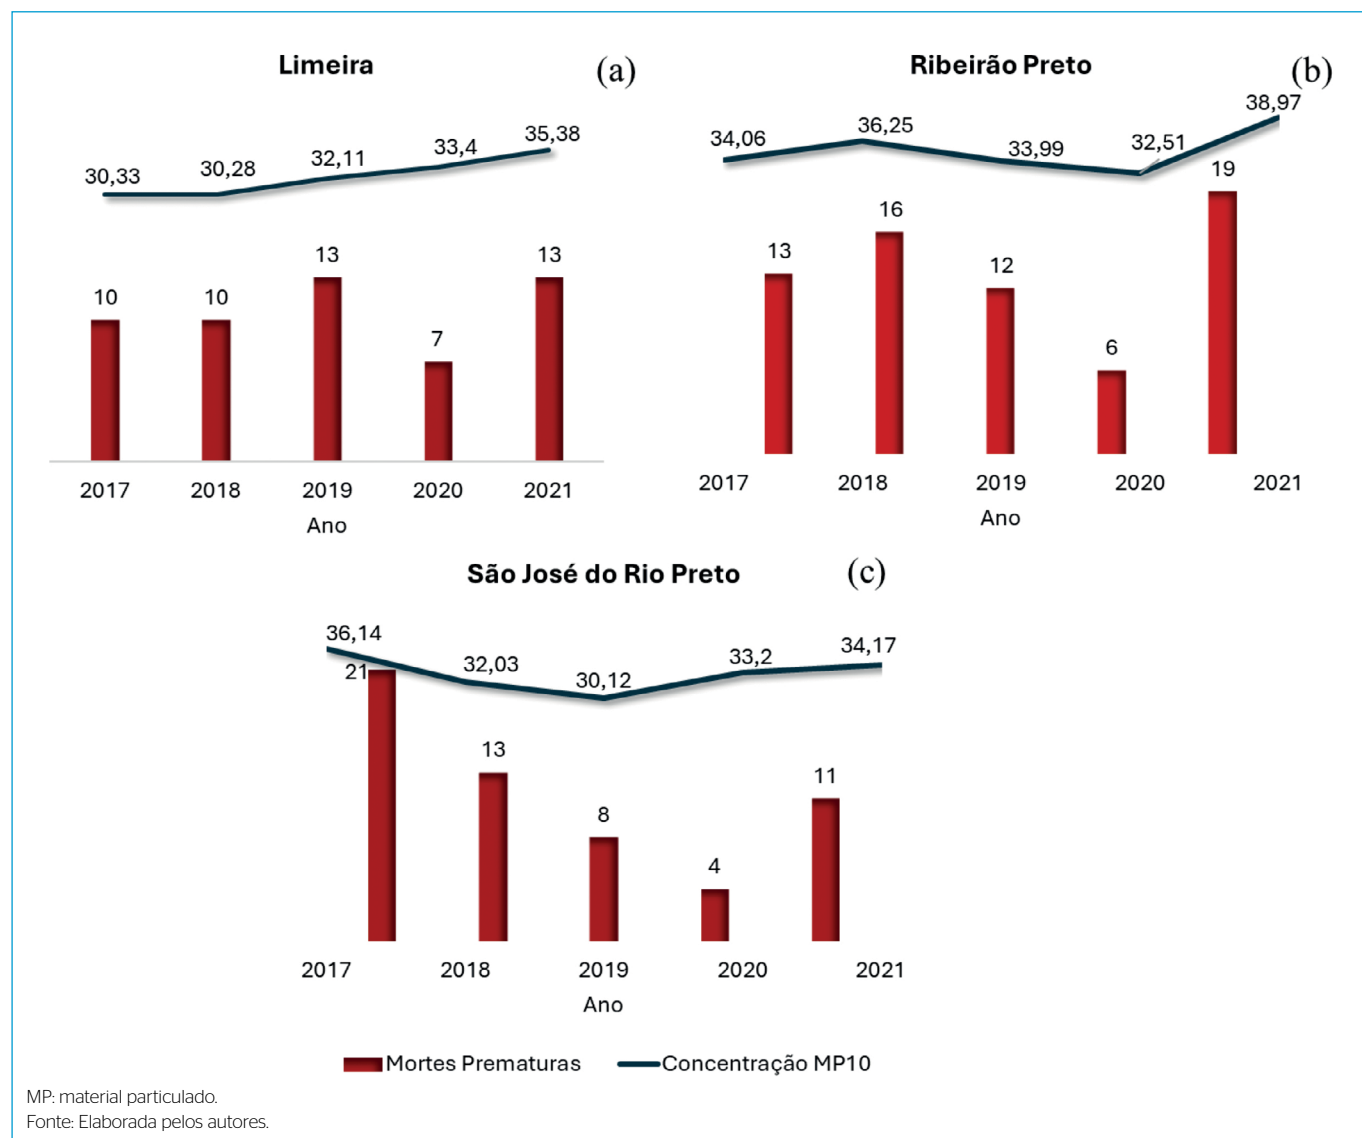 Limeira (a)
30,33 30,28 32,11 33,4 35,38
10 10 13 7 13
2017 2018 2019 2020 2021
Ano
Ribeirão Preto (b)
34,06 36,25 33,99 32,51 38,97
13 16 12 6 19
2017 2018 2019 2020 2021
Ano
São José do Rio Preto (c)
36,14 32,03 30,12 33,2 34,17
21 13 8 4 11
2017 2018 2019 2020 2021
Ano
Mortes Prematuras Concentração MP10
MP: material particulado.
Fonte: Elaborada pelos autores.